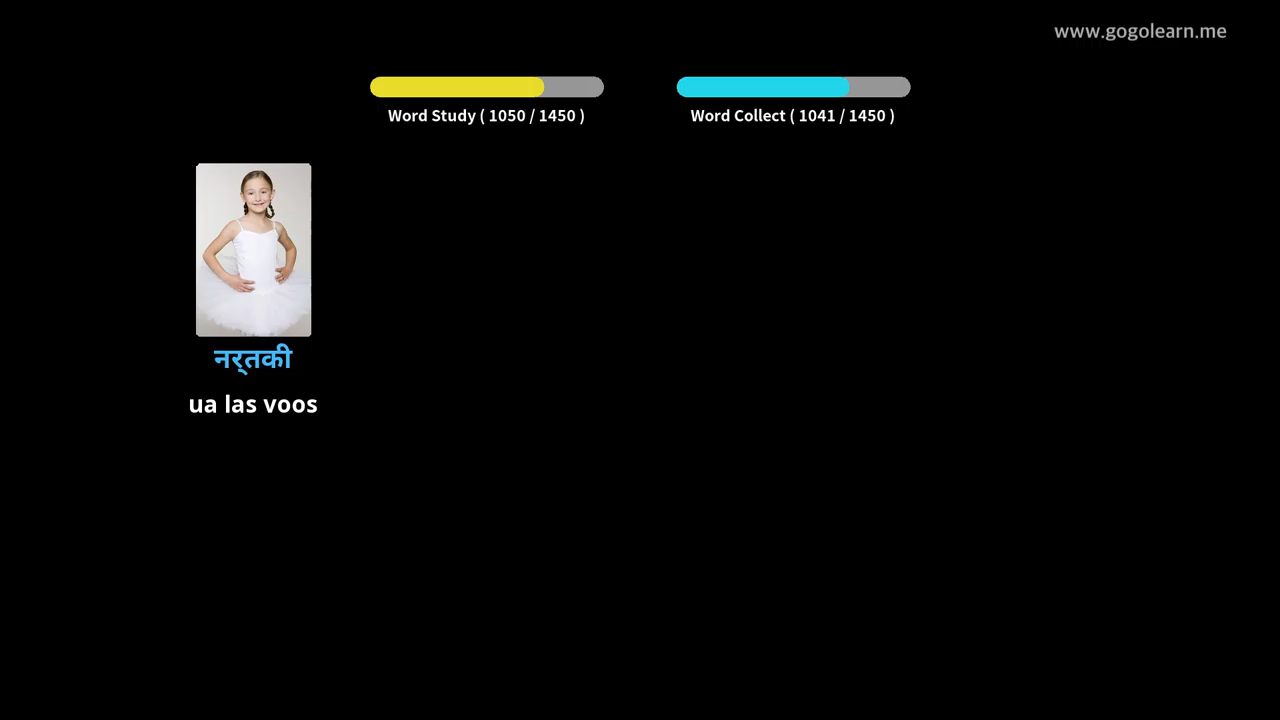 www.gogolearn.me
Word Study ( 1050 / 1450 )
Word Collect ( 1041 / 1450 )
नर्तकी
ua las voos